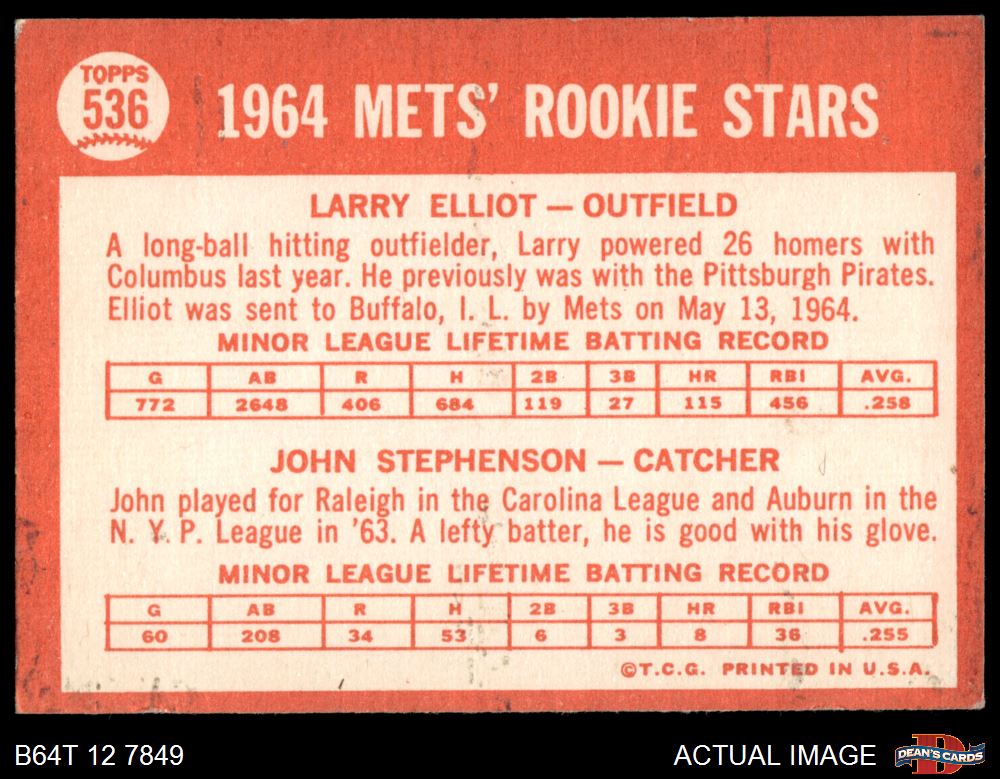 TOPPS
536
1964 METS' ROOKIE STARS
LARRY ELLIOT — OUTFIELD
A long-ball hitting outfielder, Larry powered 26 homers with
Columbus last year. He previously was with the Pittsburgh Pirates.
Elliot was sent to Buffalo, I. L. by Mets on May 13, 1964.
MINOR LEAGUE LIFETIME BATTING RECORD
G AB R H 2B 3B HR RBI AVG.
772 2648 406 684 119 27 115 456 .258
JOHN STEPHENSON — CATCHER
John played for Raleigh in the Carolina League and Auburn in the
N. Y. P. League in '63. A lefty batter, he is good with his glove.
MINOR LEAGUE LIFETIME BATTING RECORD
G AB R H 2B 3B HR RBI AVG.
60 208 34 53 6 3 8 36 .255
©T.C.G. PRINTED IN U.S.A.
B64T 12 7849
ACTUAL IMAGE
D
DEAN'S CARDS